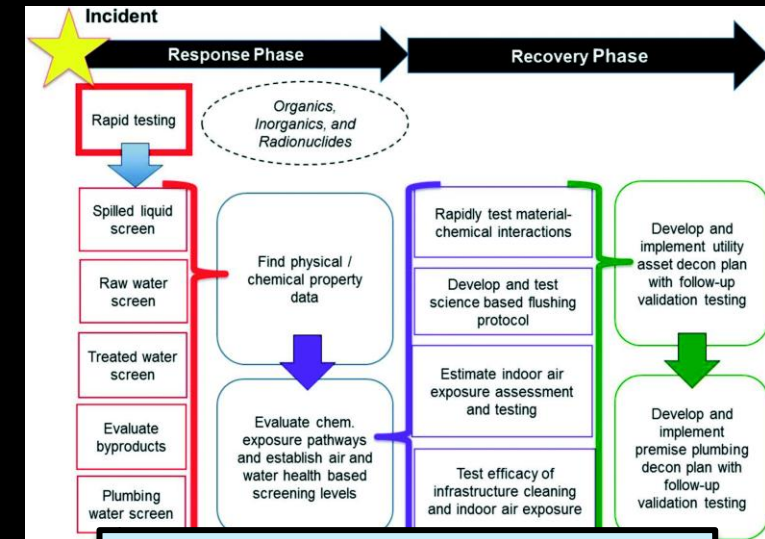 Incident
Response Phase
Recovery Phase
Rapid testing
Organics,
Inorganics, and
Radionuclides
Spilled liquid
screen
Raw water
screen
Treated water
screen
Evaluate
byproducts
Plumbing
water screen
Find physical /
chemical property
data
Evaluate chem.
exposure pathways
and establish air and
water health based
screening levels
Rapidly test material-
chemical interactions
Develop and test
science based flushing
protocol
Estimate indoor air
exposure assessment
and testing
Test efficacy of
infrastructure cleaning
and indoor air exposure
Develop and
implement utility
asset decon plan
with follow-up
validation testing
Develop and
implement
premise plumbing
decon plan with
follow-up
validation testing